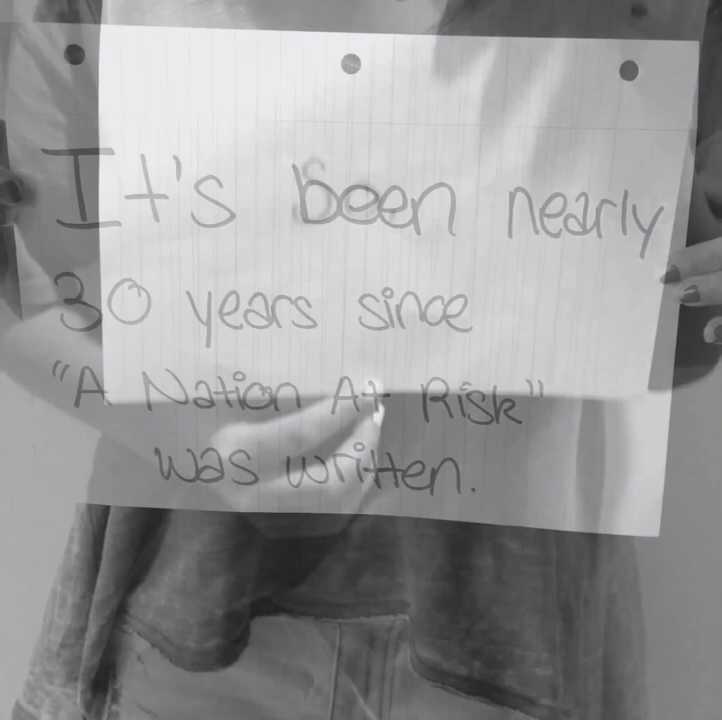 It's been nearly
30 years since
"A Nation At Risk"
was written.